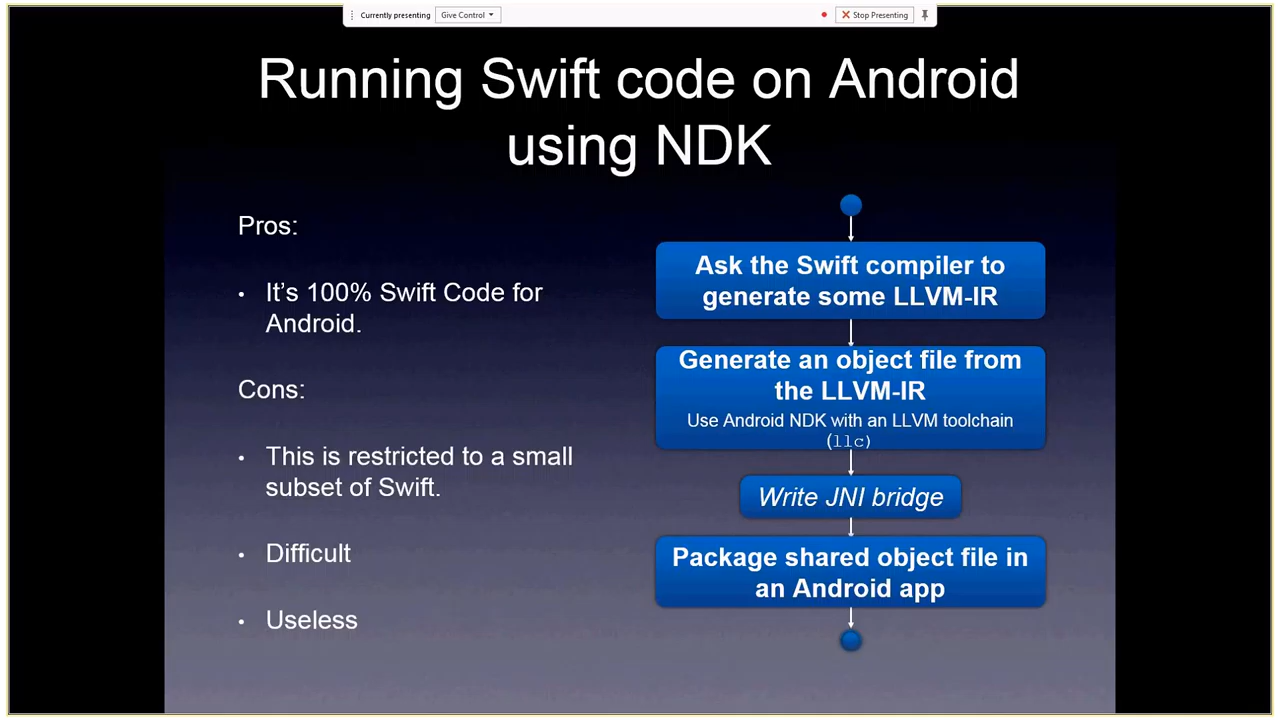 Currently presenting
Give Control
Stop Presenting
Running Swift code on Android
using NDK
Pros:
• It’s 100% Swift Code for
Android.
Cons:
• This is restricted to a small
subset of Swift.
• Difficult
• Useless
Ask the Swift compiler to
generate some LLVM-IR
Generate an object file from
the LLVM-IR
Use Android NDK with an LLVM toolchain
(llc)
Write JNI bridge
Package shared object file in
an Android app